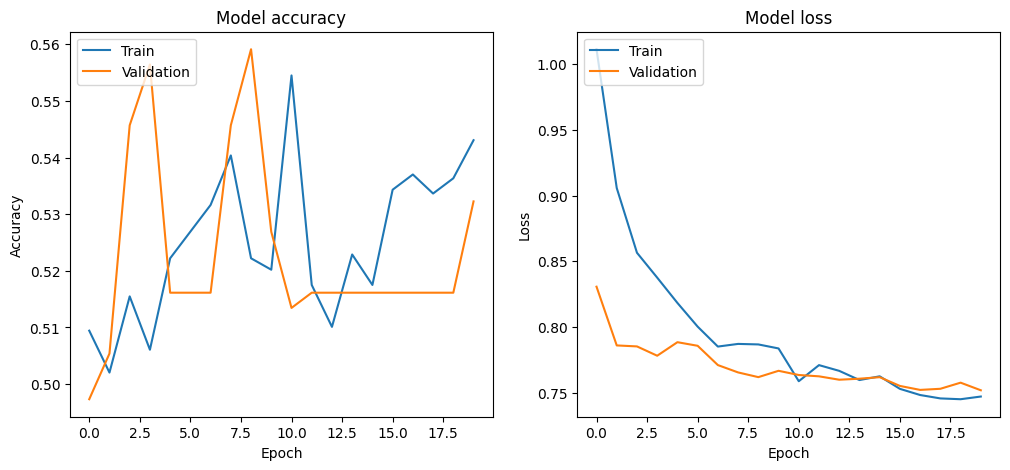 Model accuracy
Train
Validation
0.56
0.55
0.54
0.53
0.52
0.51
0.50
Accuracy
0.0 2.5 5.0 7.5 10.0 12.5 15.0 17.5
Epoch
Model loss
Train
Validation
1.00
0.95
0.90
0.85
0.80
0.75
Loss
0.0 2.5 5.0 7.5 10.0 12.5 15.0 17.5
Epoch